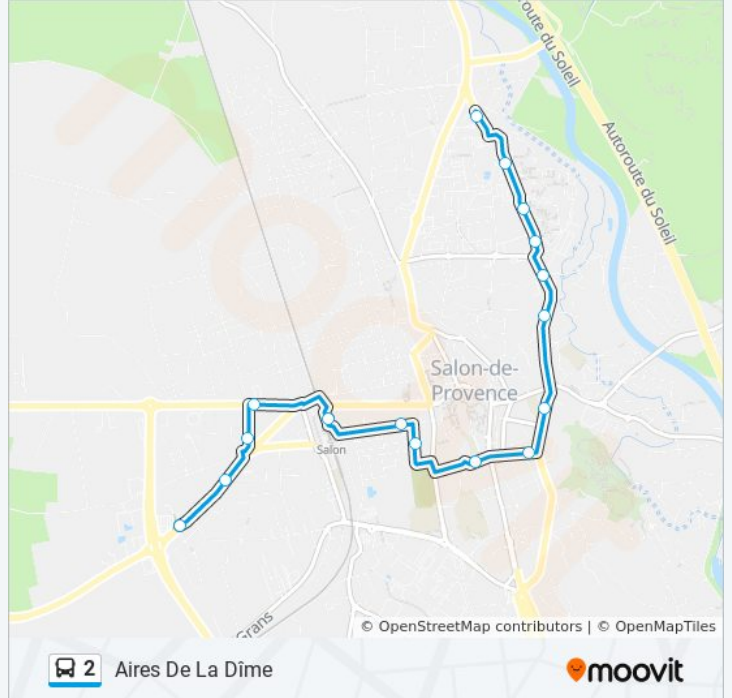 Autoroute du Soleil
Autoroute du Soleil
Salon-de-
Provence
Salon
Grans
© OpenStreetMap contributors | © OpenMapTiles
2 Aires De La Dîme
moovit